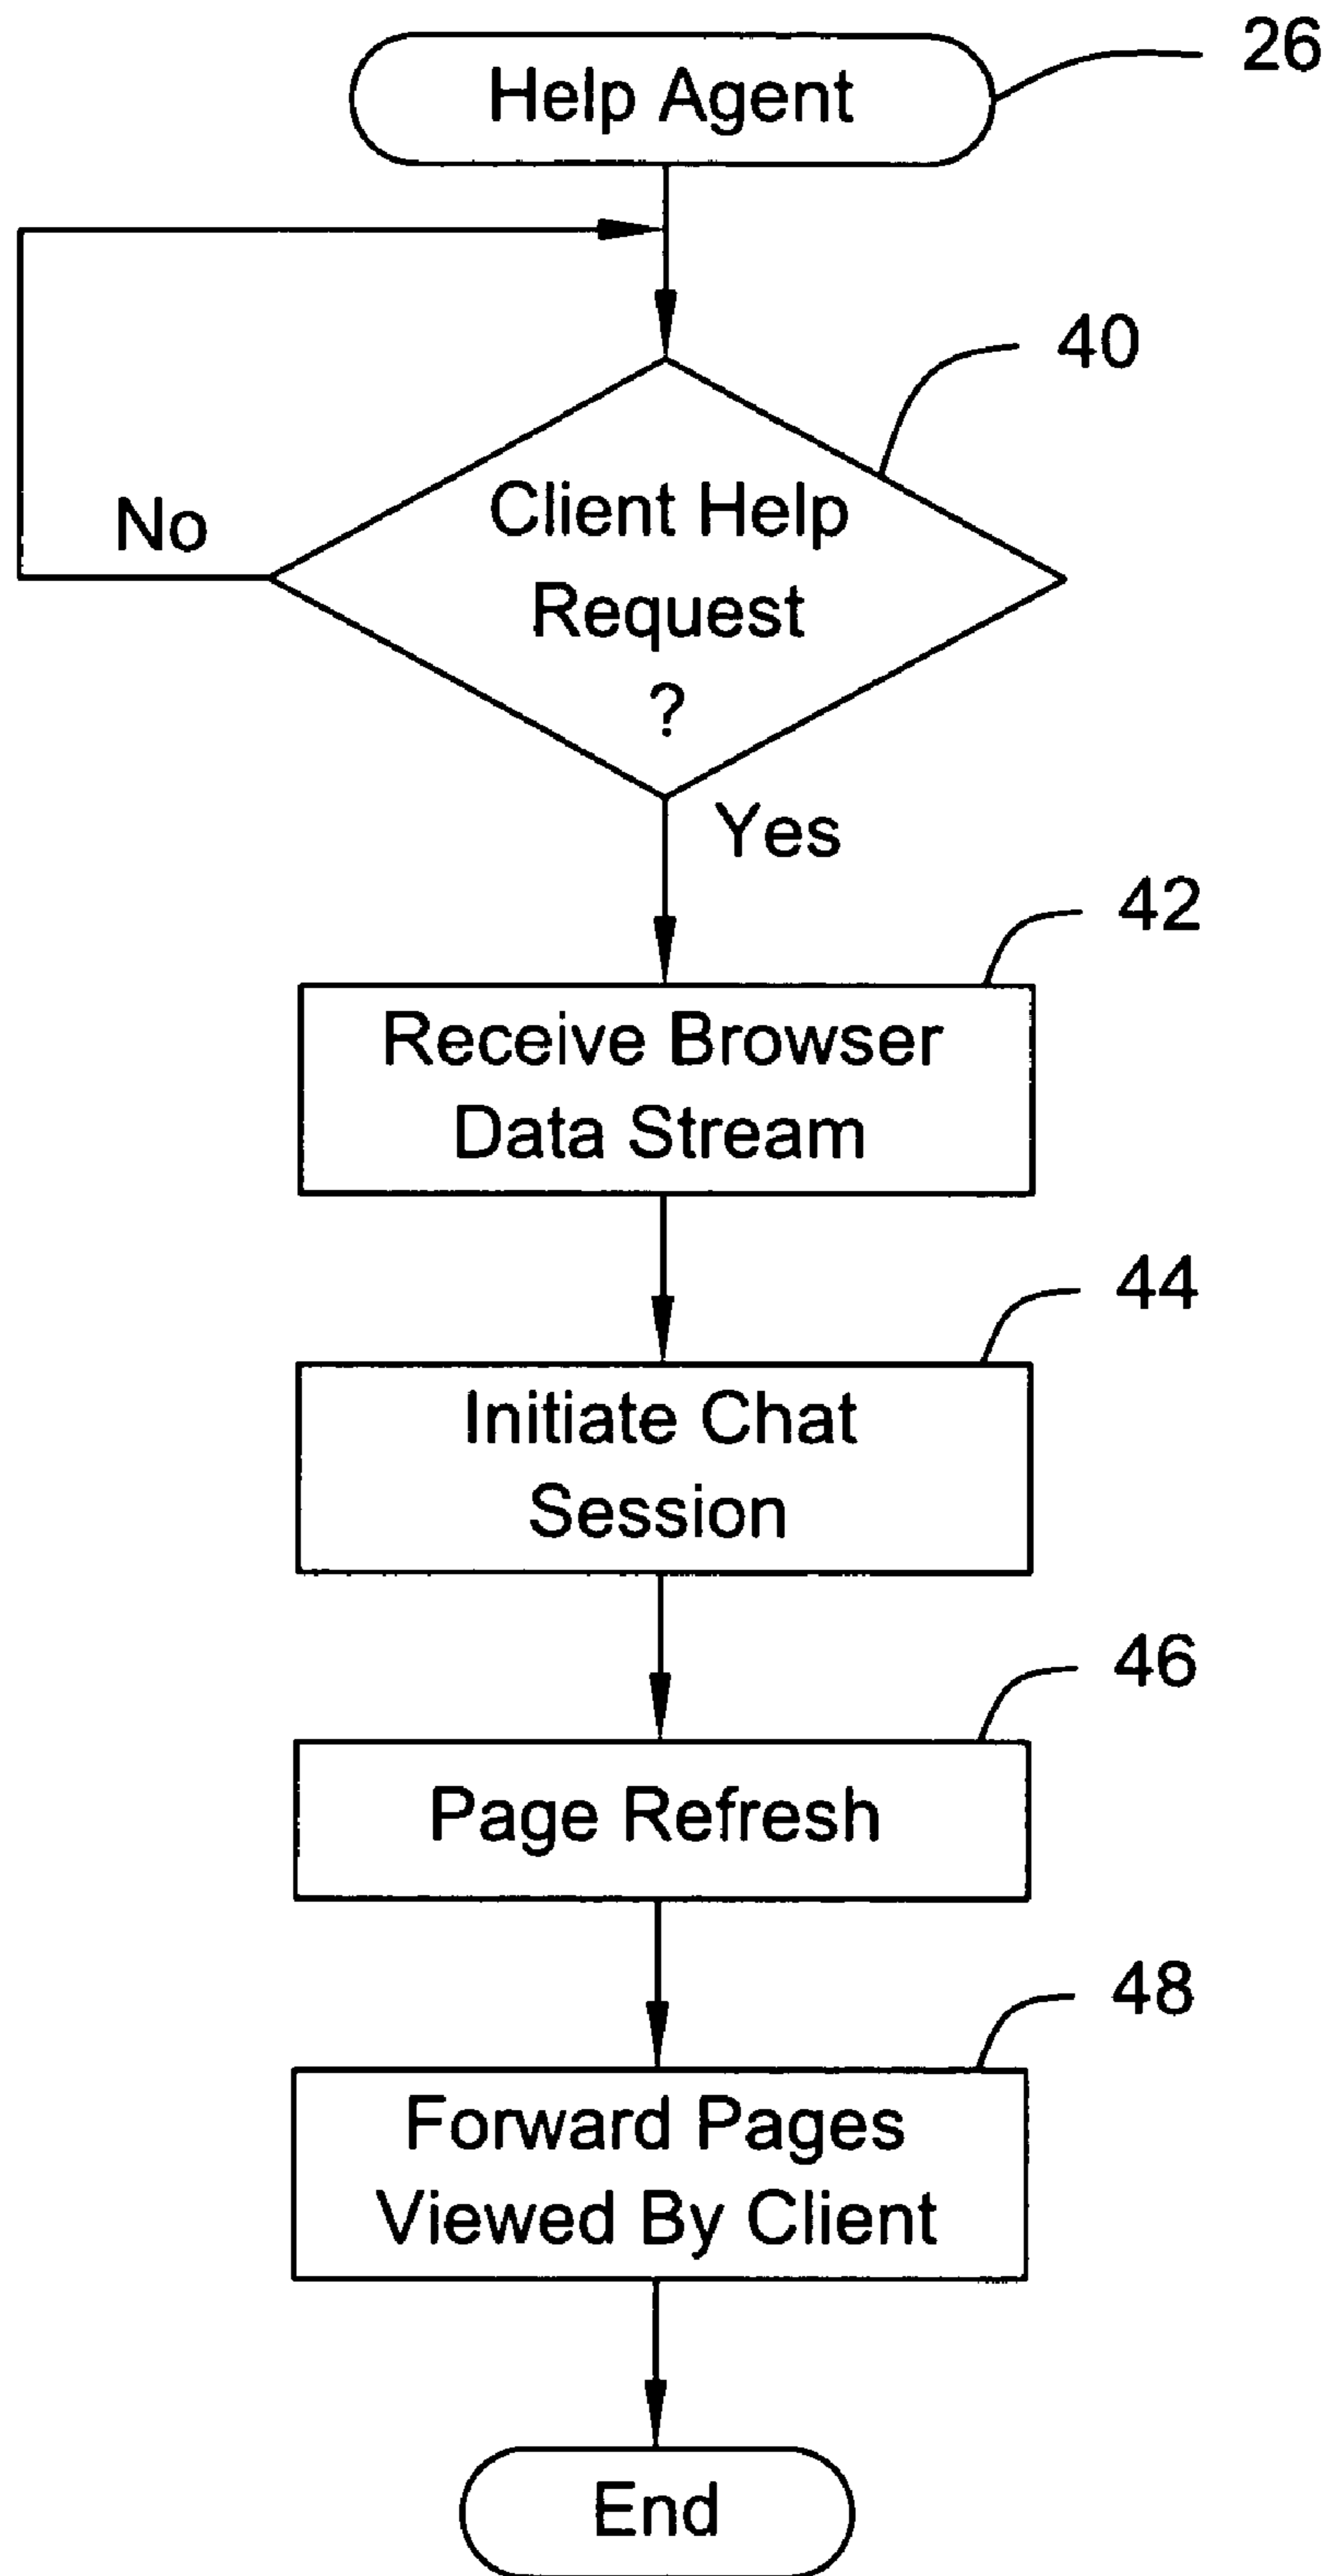 26
Help Agent
40
Client Help
Request
?
No
Yes
42
Receive Browser
Data Stream
44
Initiate Chat
Session
46
Page Refresh
48
Forward Pages
Viewed By Client
End